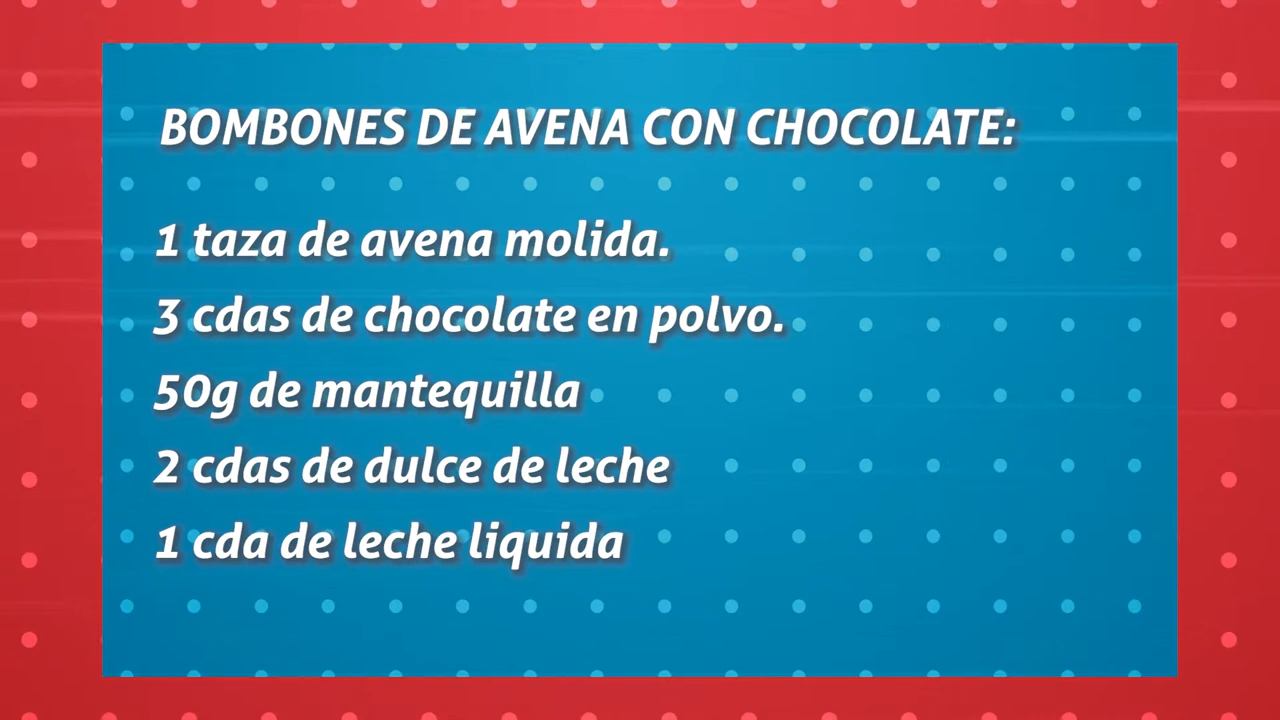 BOMBONES DE AVENA CON CHOCOLATE:
1 taza de avena molida.
3 cdas de chocolate en polvo.
50g de mantequilla
2 cdas de dulce de leche
1 cda de leche liquida